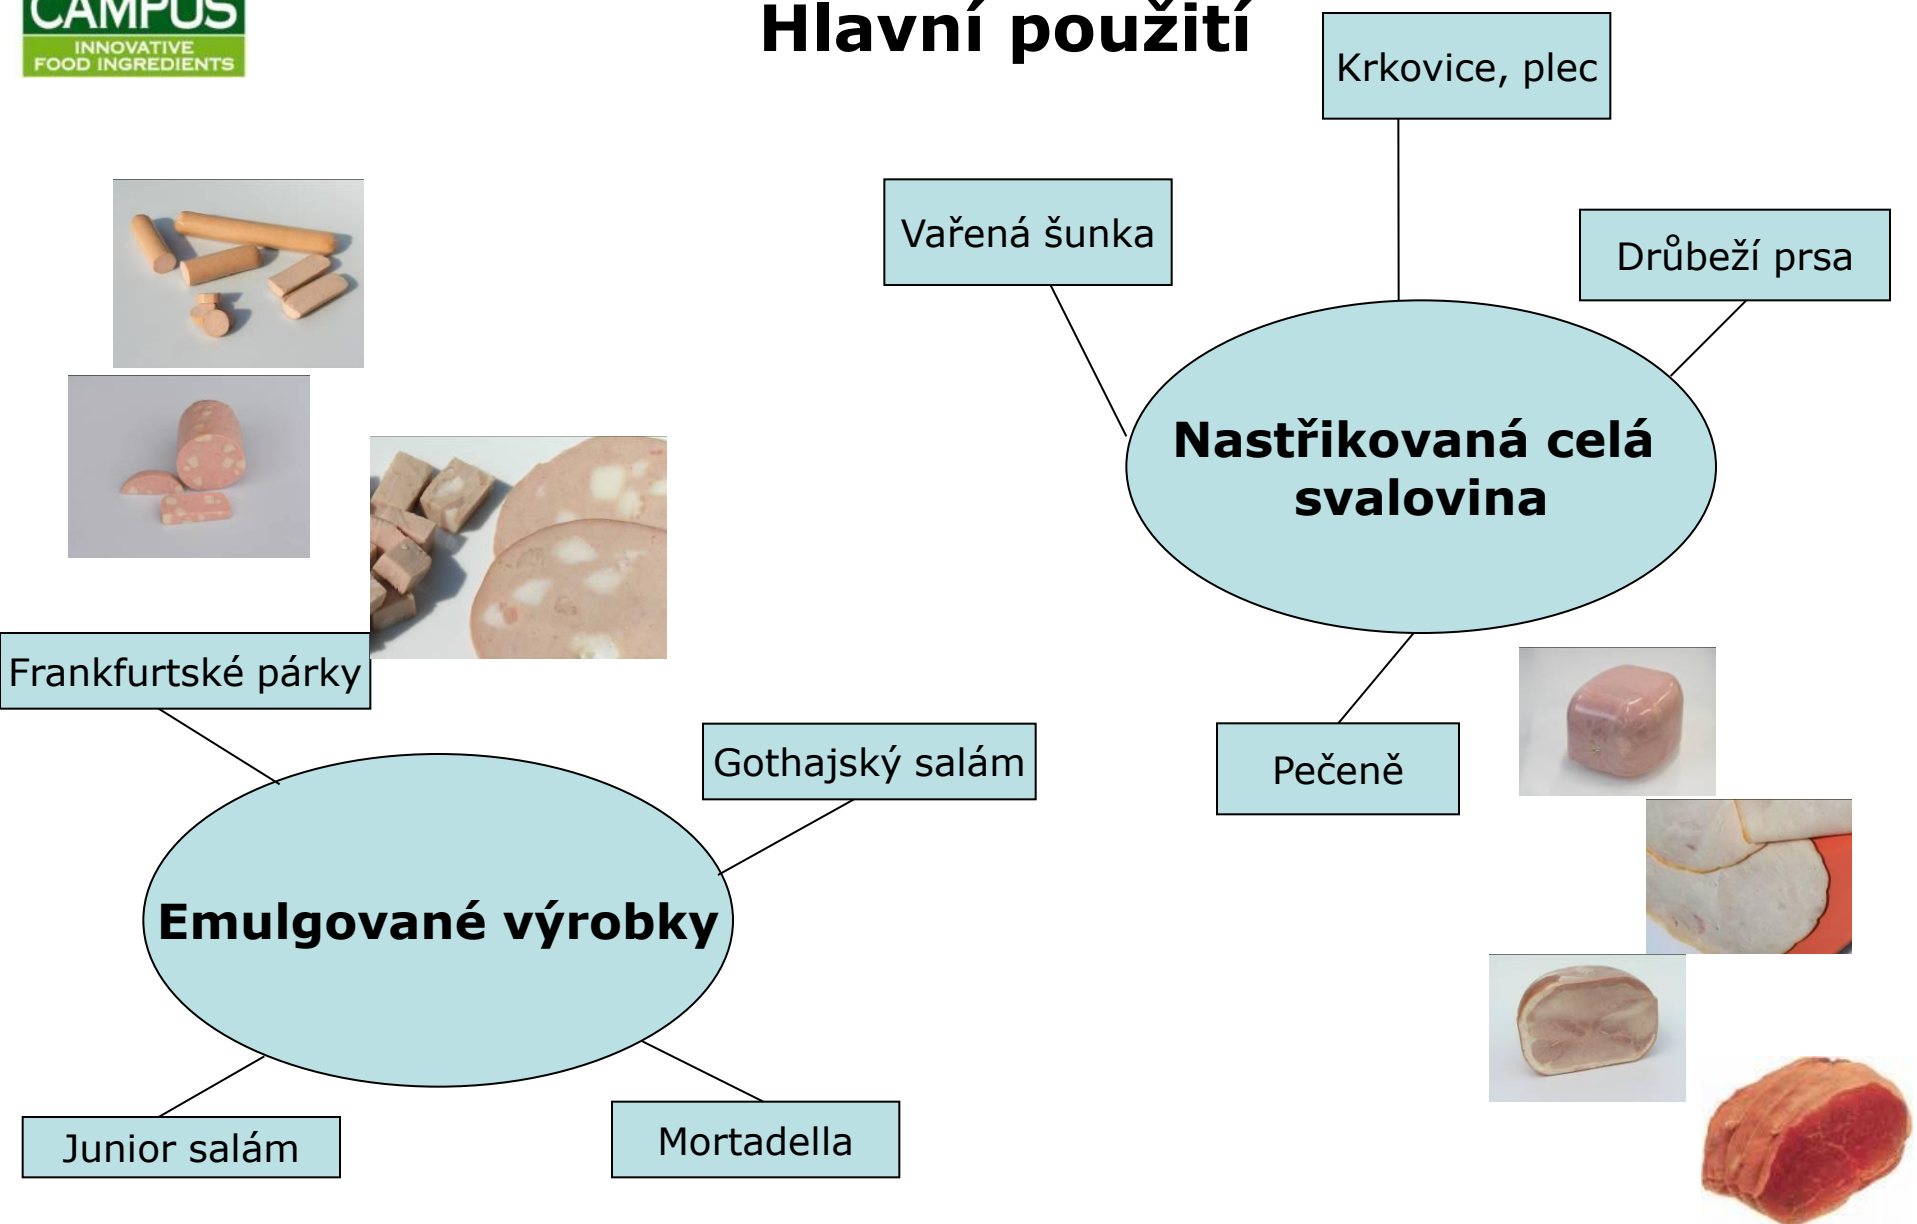 CAMPUS
INNOVATIVE
FOOD INGREDIENTS
Hlavní použití
Krkovice, plec
Vařená šunka
Drůbeží prsa
Nastřikovaná celá
svalovina
Pečeně
Frankfurtské párky
Gothajský salám
Emulgované výrobky
Junior salám
Mortadella